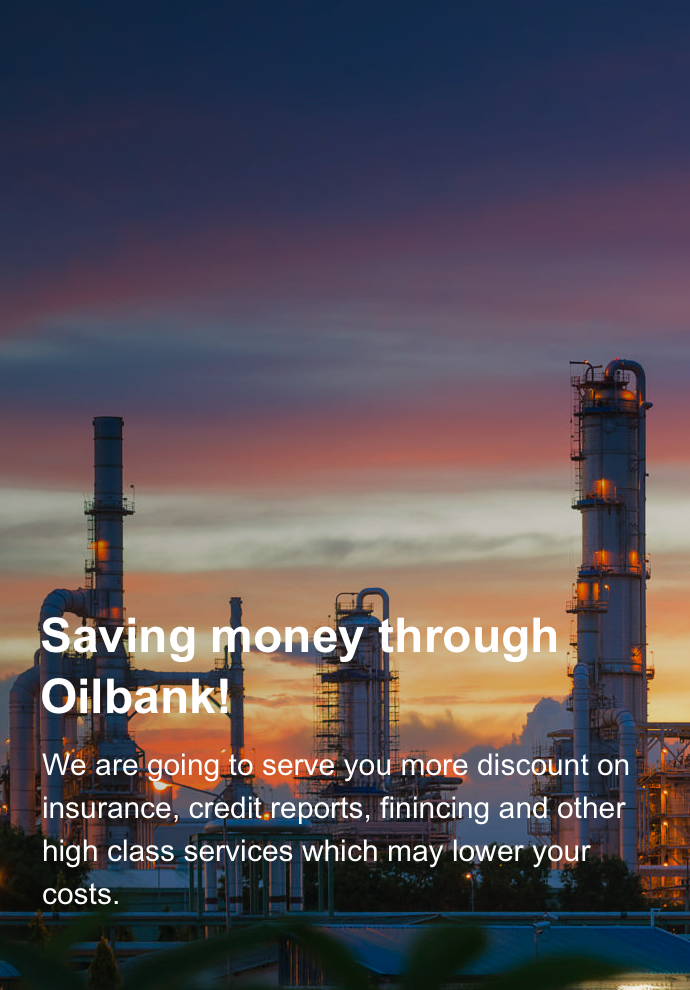 Saving money through
Oilbank!
We are going to serve you more discount on
insurance, credit reports, finincing and other
high class services which may lower your
costs.